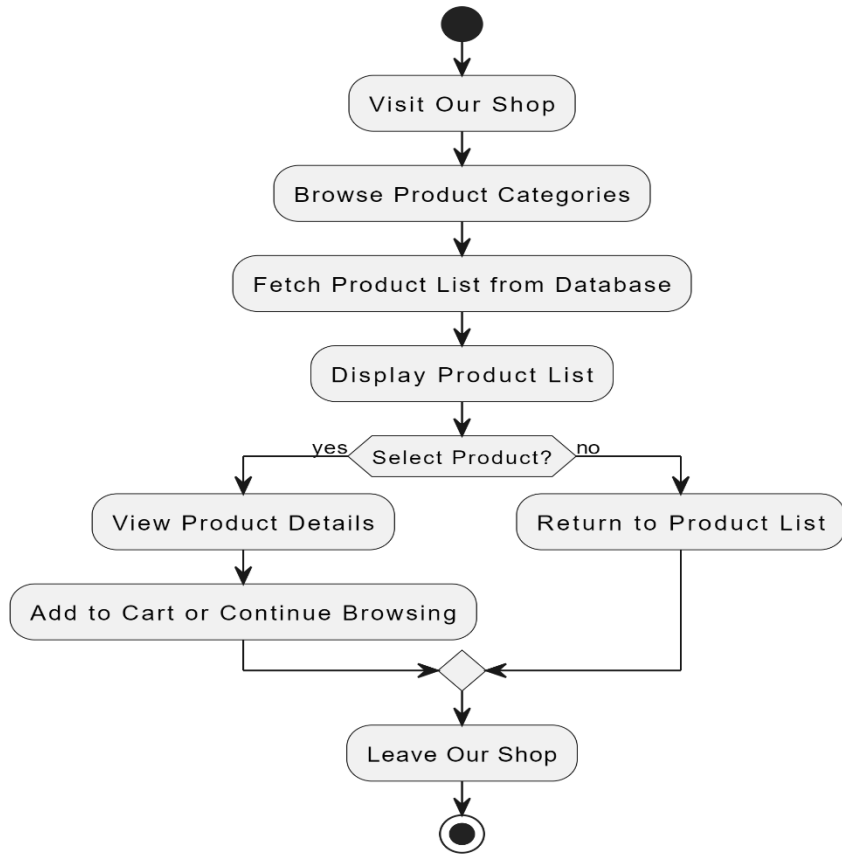 Visit Our Shop
Browse Product Categories
Fetch Product List from Database
Display Product List
yes
Select Product?
no
View Product Details
Return to Product List
Add to Cart or Continue Browsing
Leave Our Shop